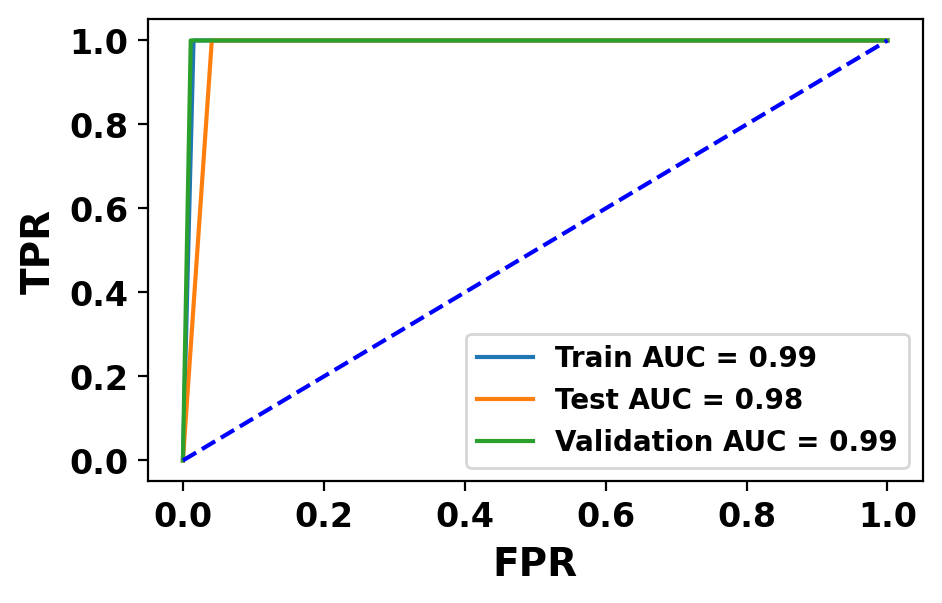 TPR
1.0
0.8
0.6
0.4
0.2
0.0
Train AUC = 0.99
Test AUC = 0.98
Validation AUC = 0.99
0.0 0.2 0.4 0.6 0.8 1.0
FPR